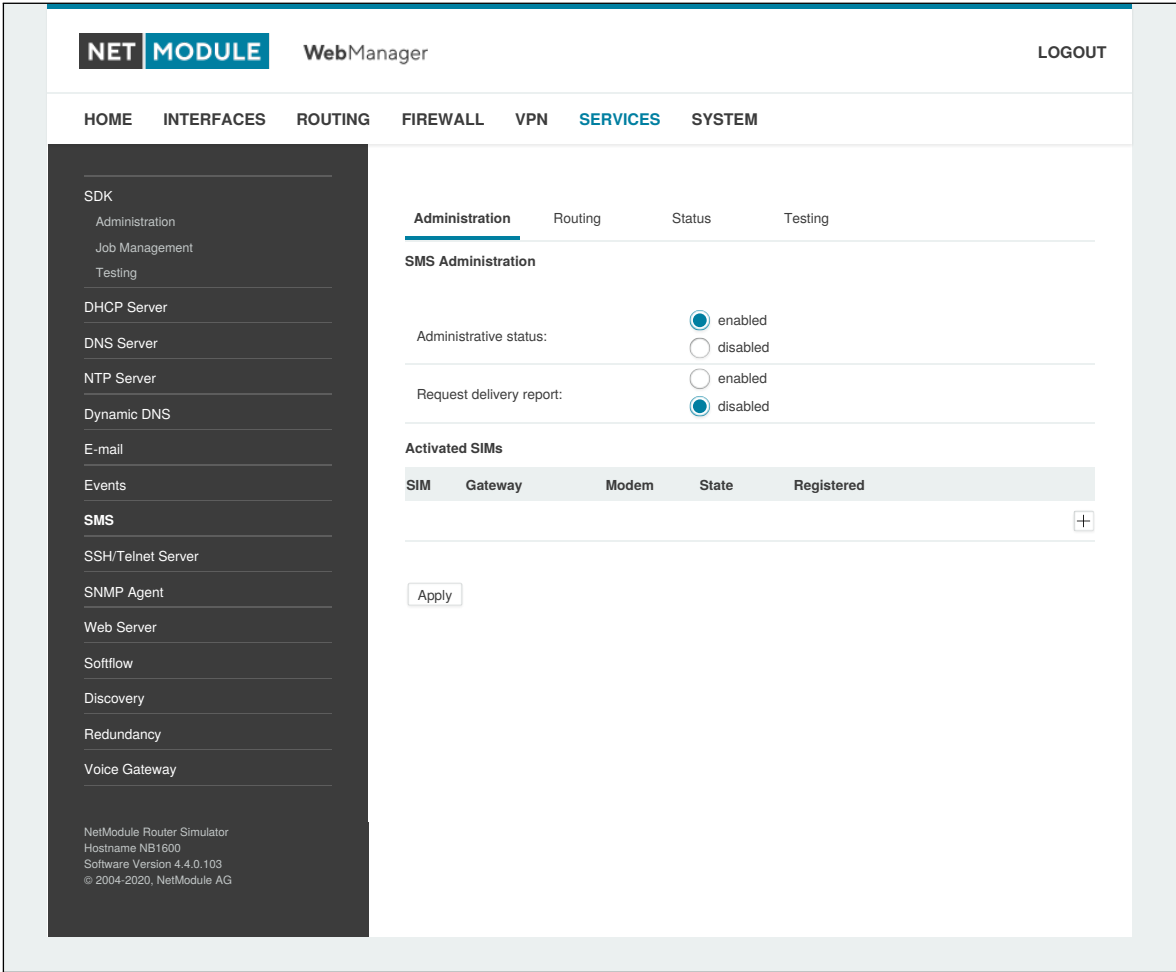 NET MODULE WebManager LOGOUT
HOME INTERFACES ROUTING FIREWALL VPN SERVICES SYSTEM
SDK
Administration
Job Management
Testing
DHCP Server
DNS Server
NTP Server
Dynamic DNS
E-mail
Events
SMS
SSH/Telnet Server
SNMP Agent
Web Server
Softflow
Discovery
Redundancy
Voice Gateway
NetModule Router Simulator
Hostname NB1600
Software Version 4.4.0.103
© 2004-2020, NetModule AG
Administration Routing Status Testing
SMS Administration
Administrative status:
enabled
disabled
Request delivery report:
enabled
disabled
Activated SIMs
SIM Gateway Modem State Registered
Apply